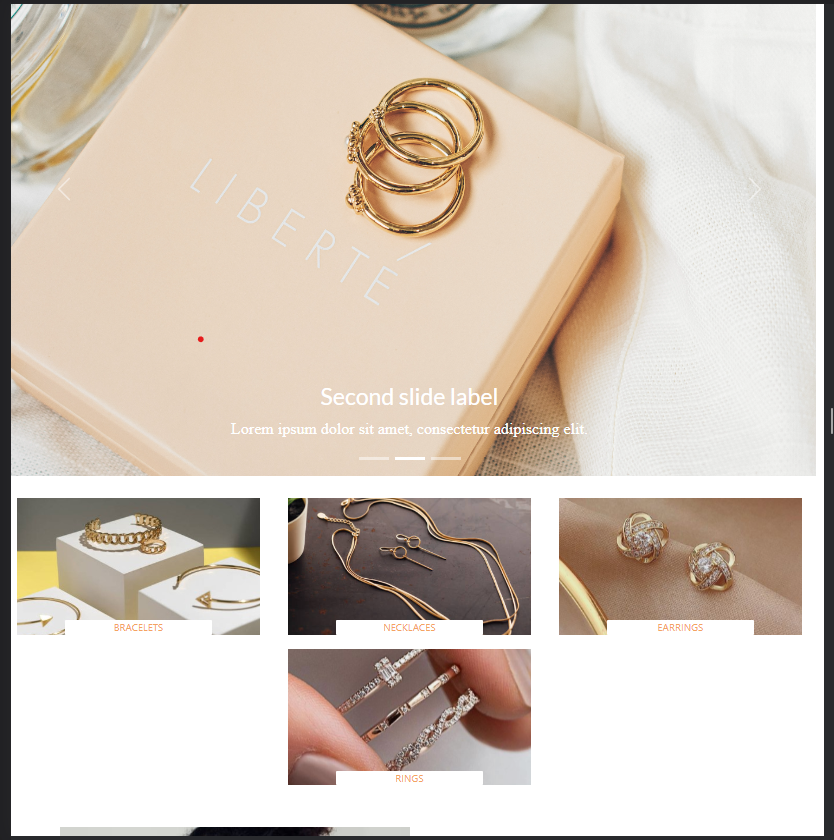 LIBERTÉ
Second slide label
Lorem ipsum dolor sit amet, consectetur adipiscing elit.
BRACELETS
NECKLACES
EARRINGS
RINGS